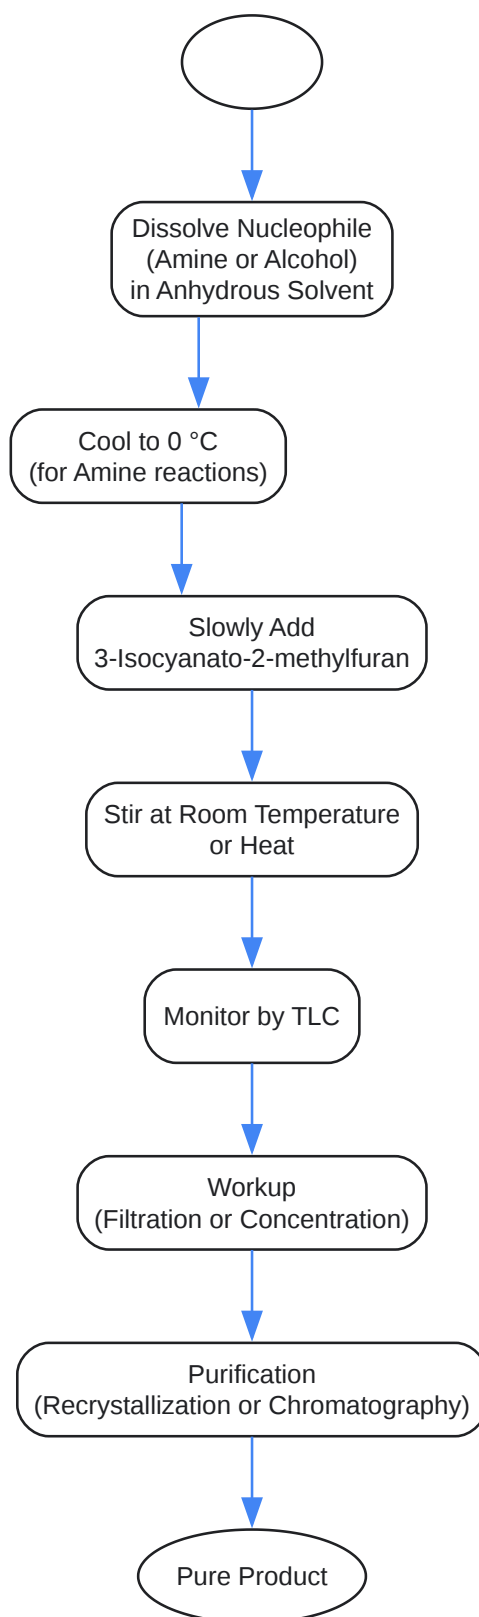 Dissolve Nucleophile
(Amine or Alcohol)
in Anhydrous Solvent
Cool to 0 °C
(for Amine reactions)
Slowly Add
3-Isocyanato-2-methylfuran
Stir at Room Temperature
or Heat
Monitor by TLC
Workup
(Filtration or Concentration)
Purification
(Recrystallization or Chromatography)
Pure Product